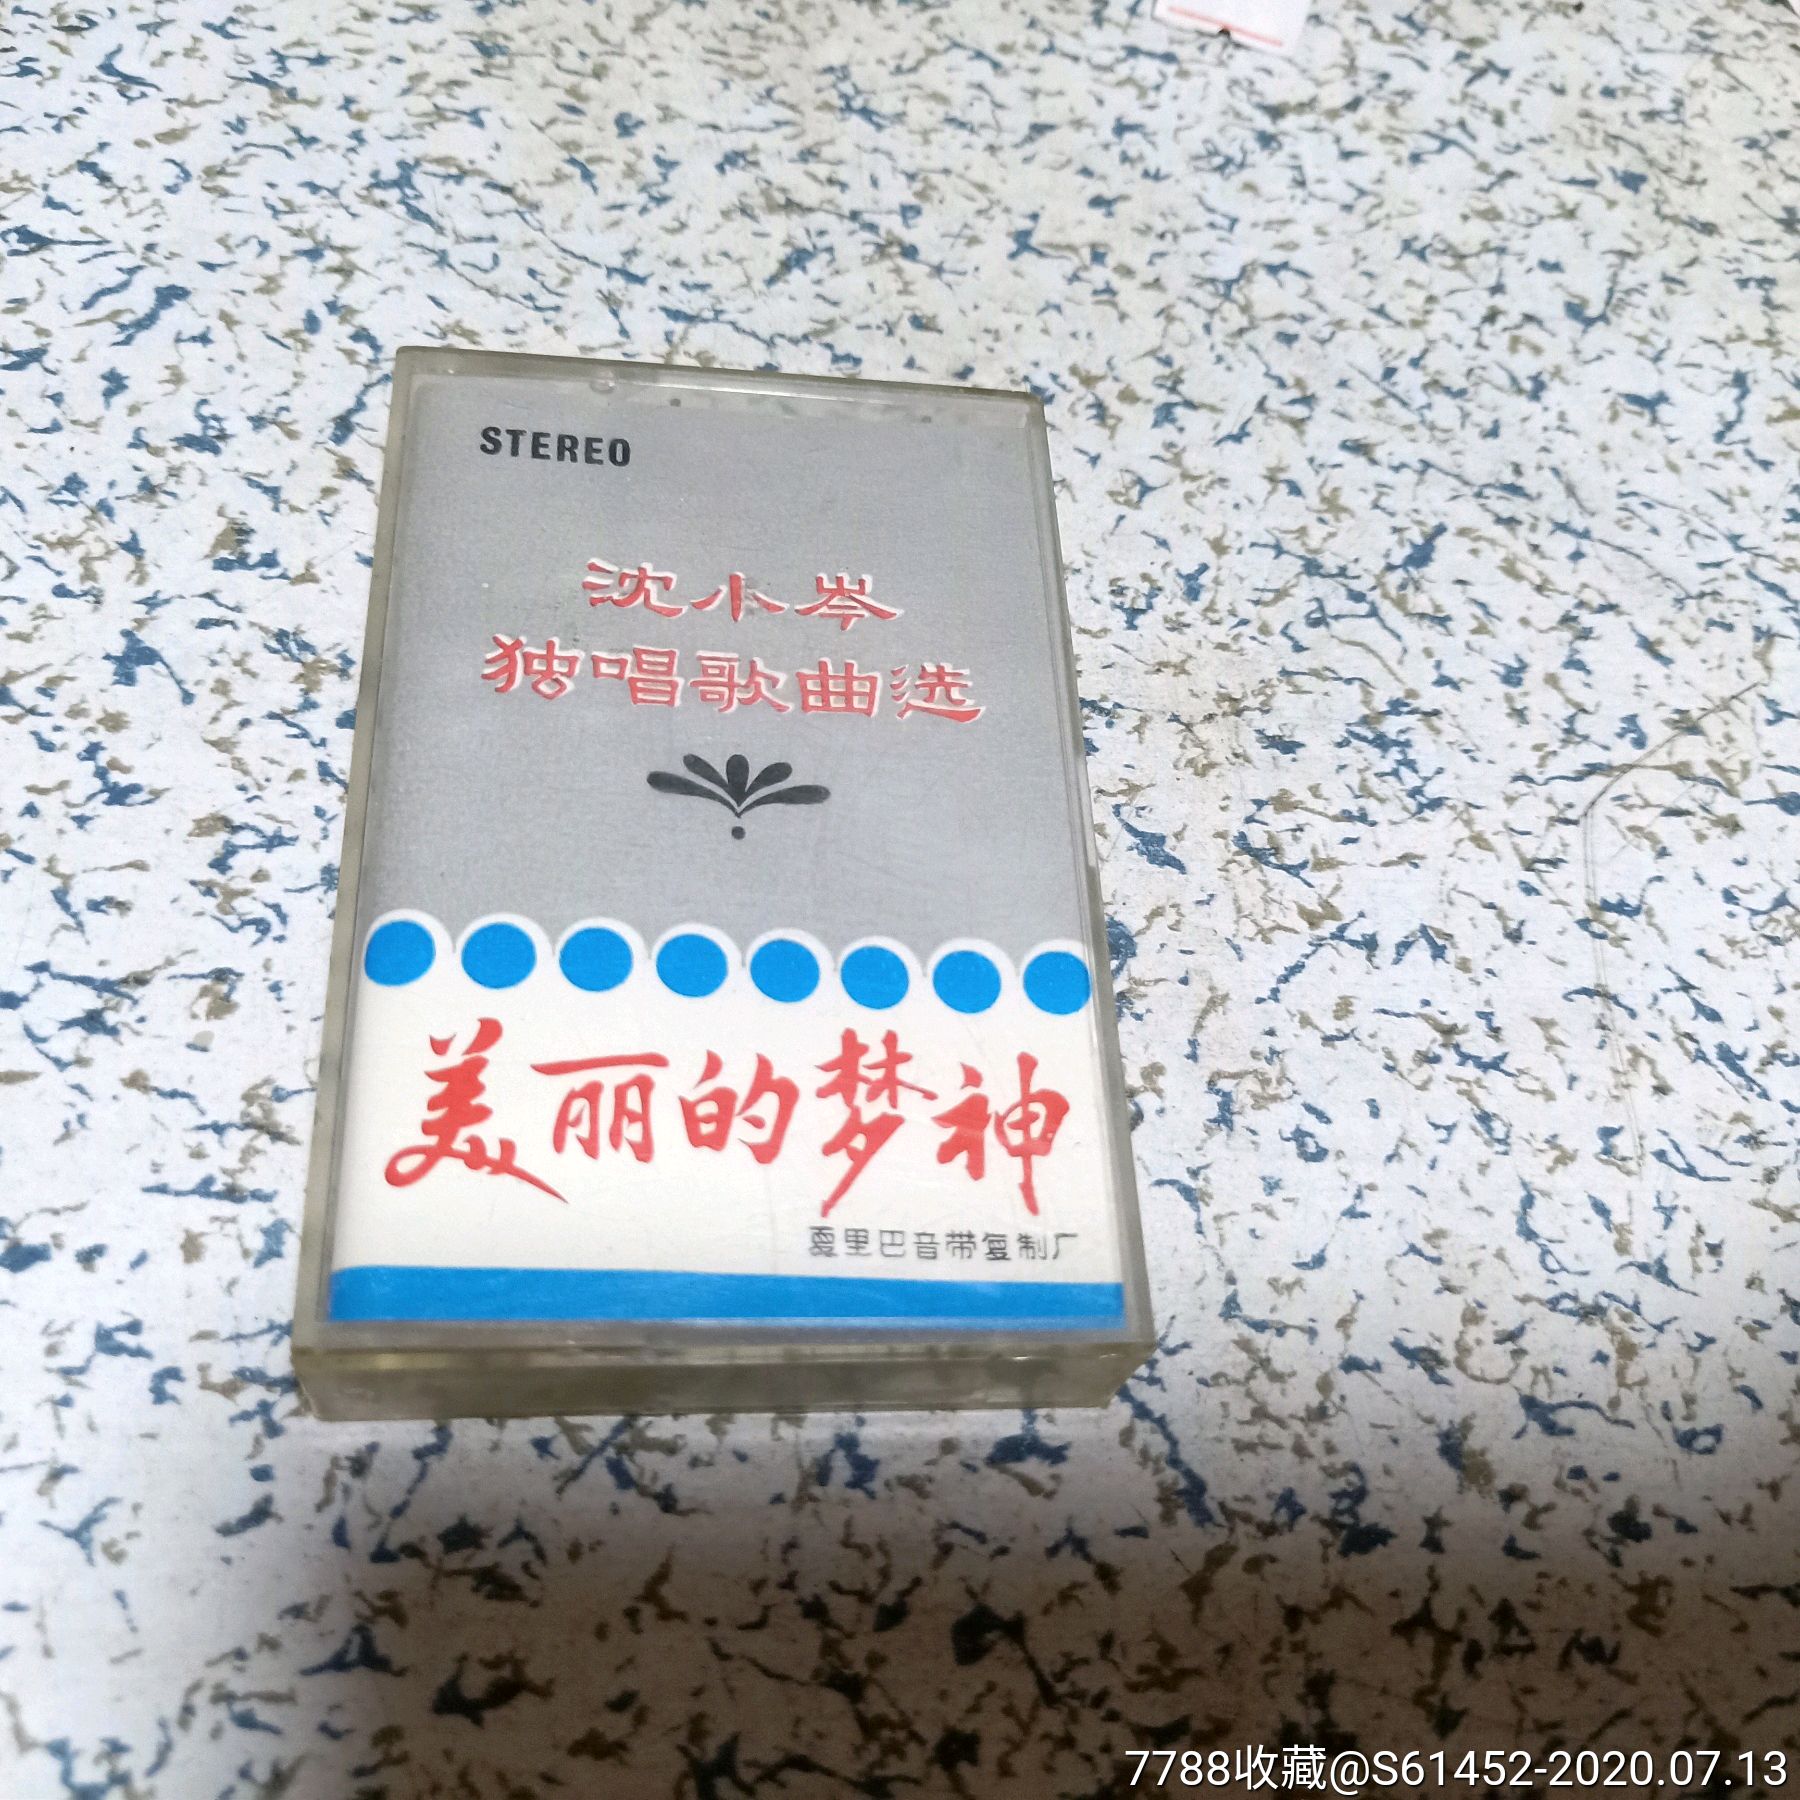 STEREO
沈小岑
独唱歌曲选
美丽的梦神
夏里巴音带复制厂
7788收藏@S61452-2020.07.13